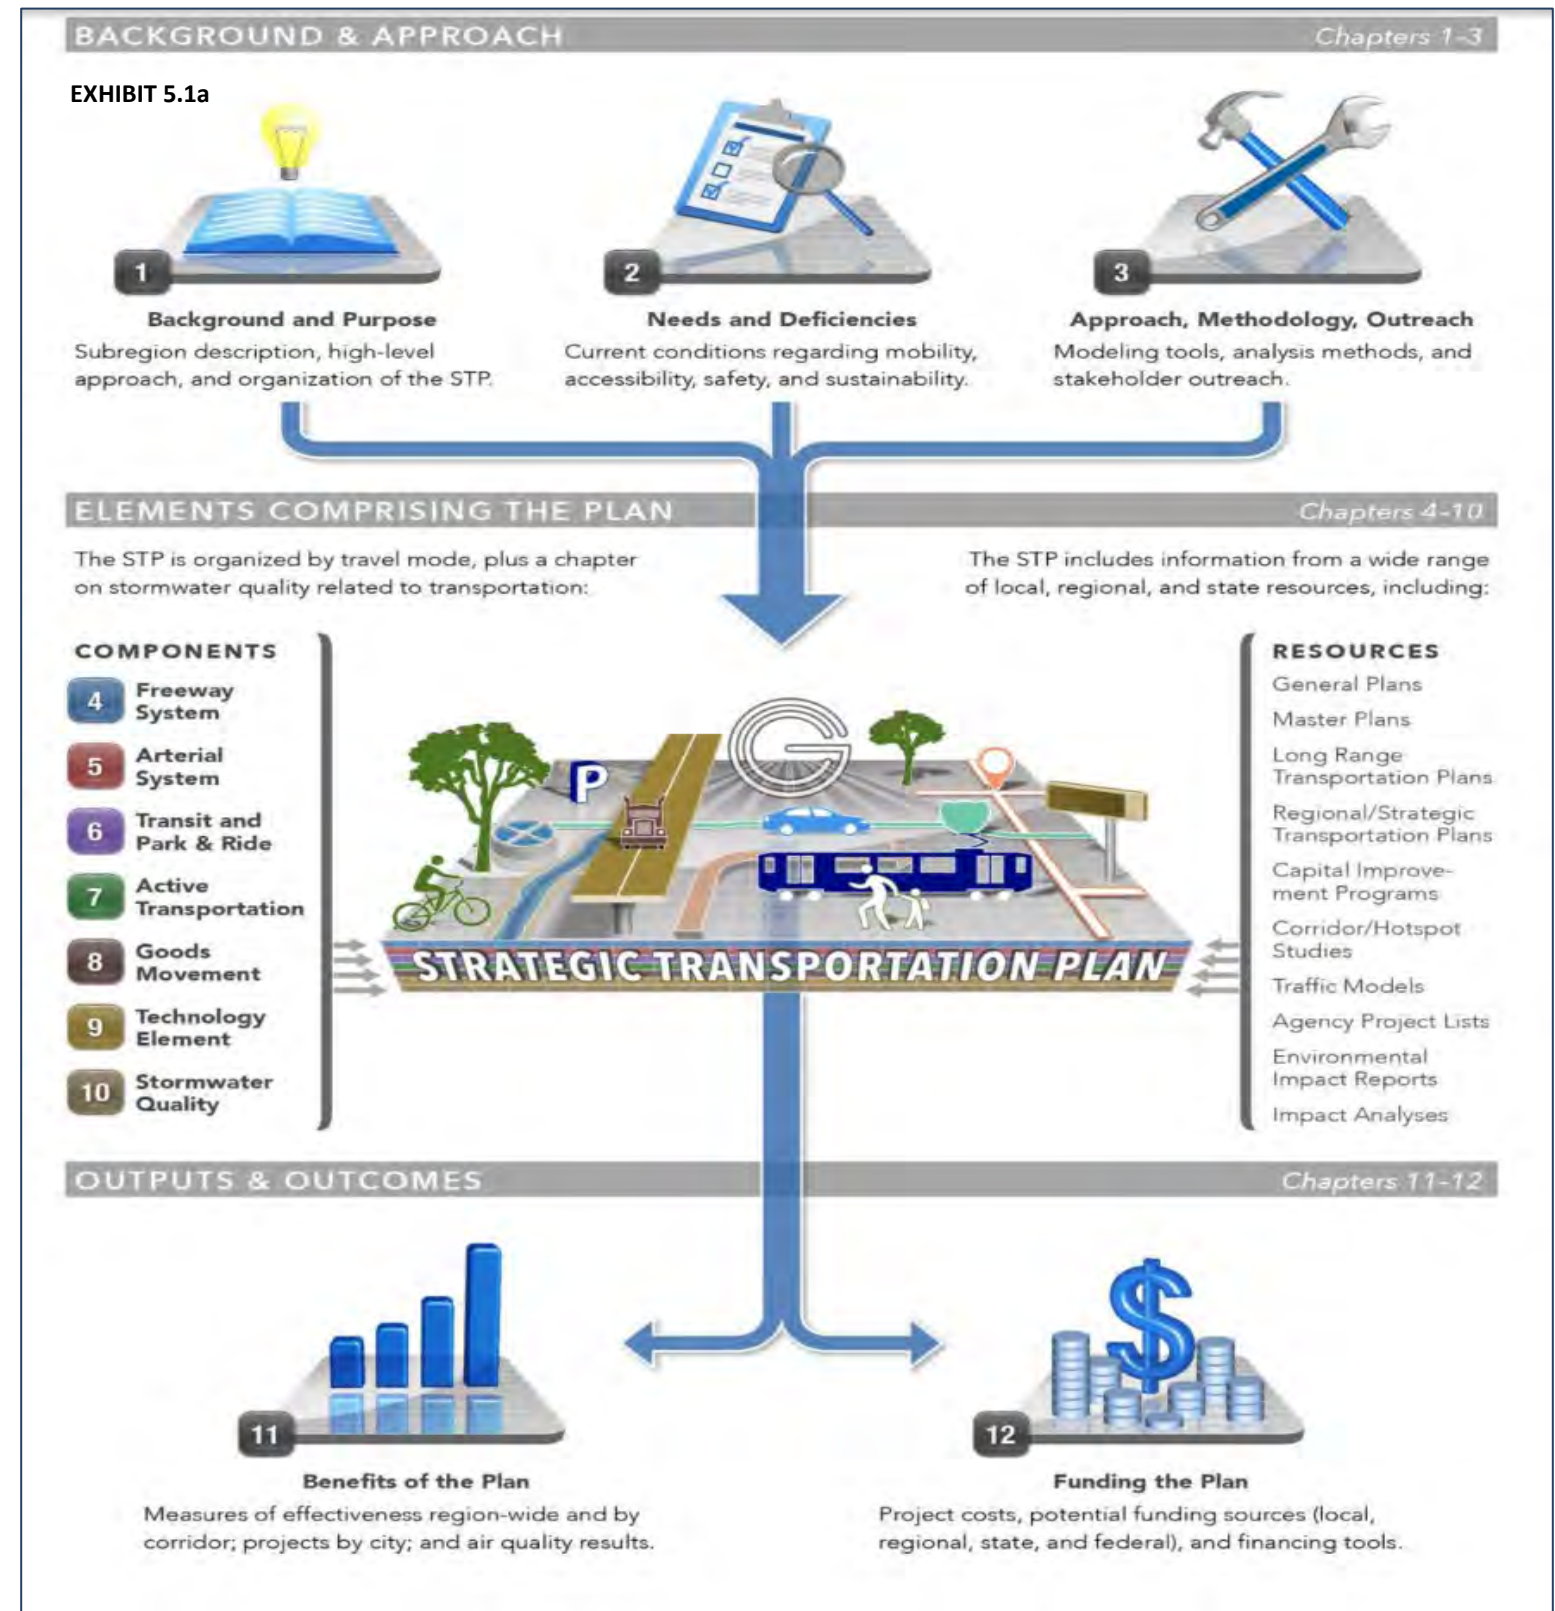 BACKGROUND & APPROACH
Chapters 1–3
EXHIBIT 5.1a
1
Background and Purpose
Subregion description, high-level
approach, and organization of the STP.
2
Needs and Deficiencies
Current conditions regarding mobility,
accessibility, safety, and sustainability.
3
Approach, Methodology, Outreach
Modeling tools, analysis methods, and
stakeholder outreach.
ELEMENTS COMPRISING THE PLAN
Chapters 4–10
The STP is organized by travel mode, plus a chapter
on stormwater quality related to transportation:
The STP includes information from a wide range
of local, regional, and state resources, including:
COMPONENTS
4
Freeway
System
5
Arterial
System
6
Transit and
Park & Ride
7
Active
Transportation
8
Goods
Movement
9
Technology
Element
10
Stormwater
Quality
P
STRATEGIC TRANSPORTATION PLAN
RESOURCES
General Plans
Master Plans
Long Range
Transportation Plans
Regional/Strategic
Transportation Plans
Capital Improve-
ment Programs
Corridor/Hotspot
Studies
Traffic Models
Agency Project Lists
Environmental
Impact Reports
Impact Analyses
OUTPUTS & OUTCOMES
Chapters 11–12
11
Benefits of the Plan
Measures of effectiveness region-wide and by
corridor; projects by city; and air quality results.
$
12
Funding the Plan
Project costs, potential funding sources (local,
regional, state, and federal), and financing tools.